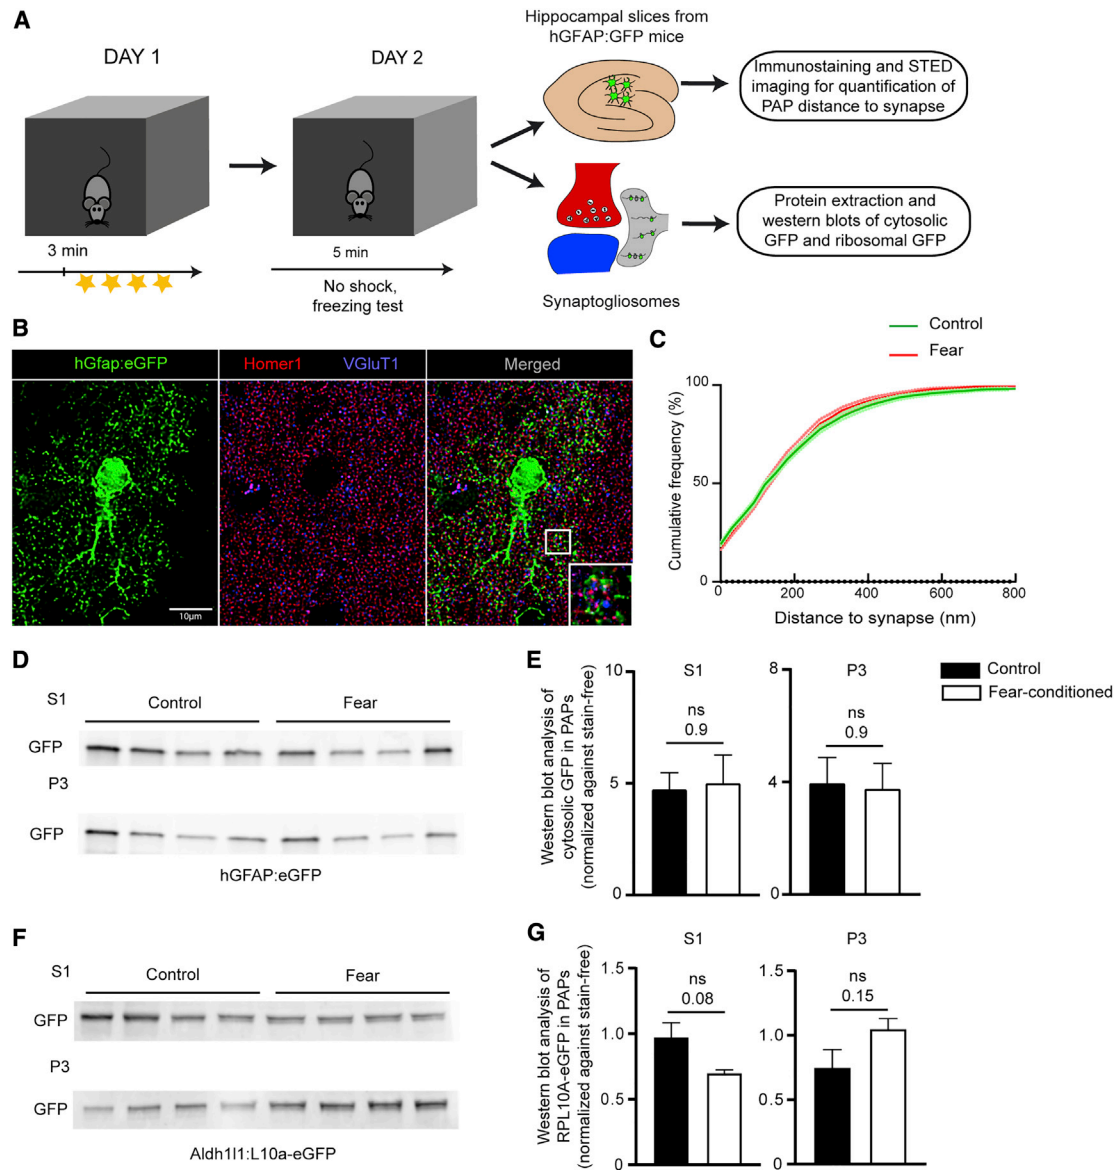 A
DAY 1
DAY 2
3 min
5 min
No shock,
freezing test
Hippocampal slices from
hGFAP:GFP mice
Immunostaining and STED
imaging for quantification of
PAP distance to synapse
Synaptogliosomes
Protein extraction and
western blots of cytosolic
GFP and ribosomal GFP
B
hGfap:eGFP
Homer1
VGluT1
Merged
10µm
C
Control
Fear
Cumulative frequency (%)
100
50
0
0
200
400
600
800
Distance to synapse (nm)
D
S1
Control
Fear
GFP
P3
GFP
hGFAP:eGFP
E
Western blot analysis of
cytosolic GFP in PAPs
(normalized against stain-free)
S1
10
5
0
ns
0.9
P3
8
4
0
ns
0.9
Control
Fear-conditioned
F
S1
Control
Fear
GFP
P3
GFP
Aldh1l1:L10a-eGFP
G
Western blot analysis of
RPL10A-eGFP in PAPs
(normalized against stain-free)
S1
1.5
1.0
0.5
0
ns
0.08
P3
1.5
1.0
0.5
0
ns
0.15